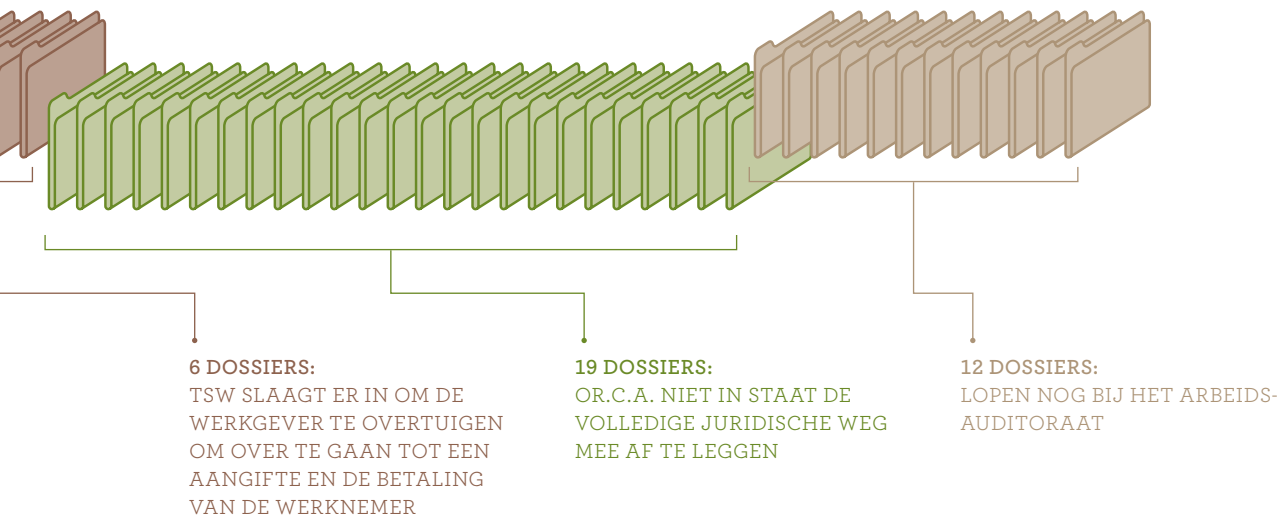 6 DOSSIERS:
TSW SLAAGT ER IN OM DE
WERKGEVER TE OVERTUIGEN
OM OVER TE GAAN TOT EEN
AANGIFTE EN DE BETALING
VAN DE WERKNEMER
19 DOSSIERS:
OR.C.A. NIET IN STAAT DE
VOLLEDIGE JURIDISCHE WEG
MEE AF TE LEGGEN
12 DOSSIERS:
LOPEN NOG BIJ HET ARBEIDS-
AUDITORAAT